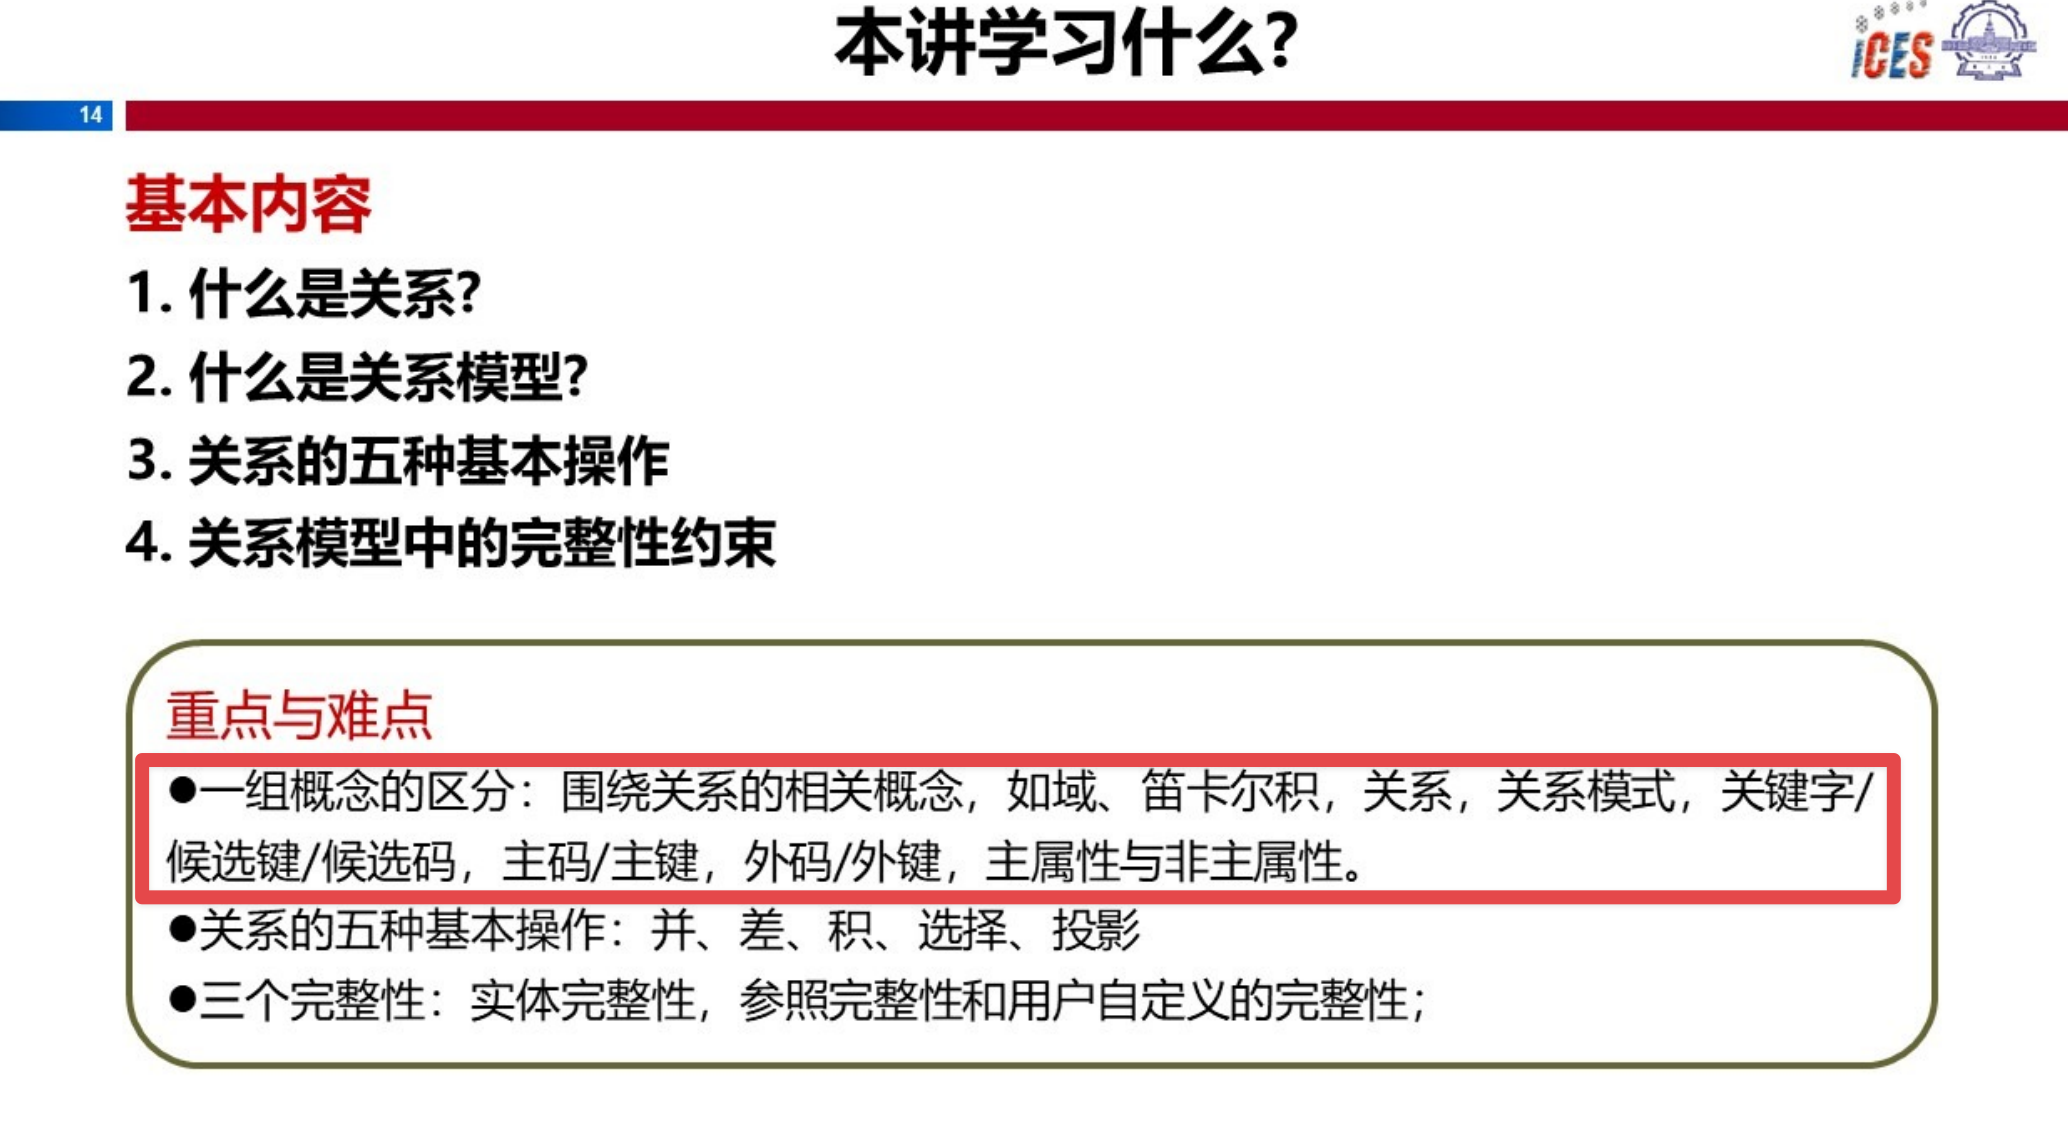 本讲学习什么?
iCES
14
基本内容
1. 什么是关系?
2. 什么是关系模型?
3. 关系的五种基本操作
4. 关系模型中的完整性约束
重点与难点
●一组概念的区分：围绕关系的相关概念，如域、笛卡尔积，关系，关系模式，关键字/
候选键/候选码，主码/主键，外码/外键，主属性与非主属性。
●关系的五种基本操作：并、差、积、选择、投影
●三个完整性：实体完整性，参照完整性和用户自定义的完整性；